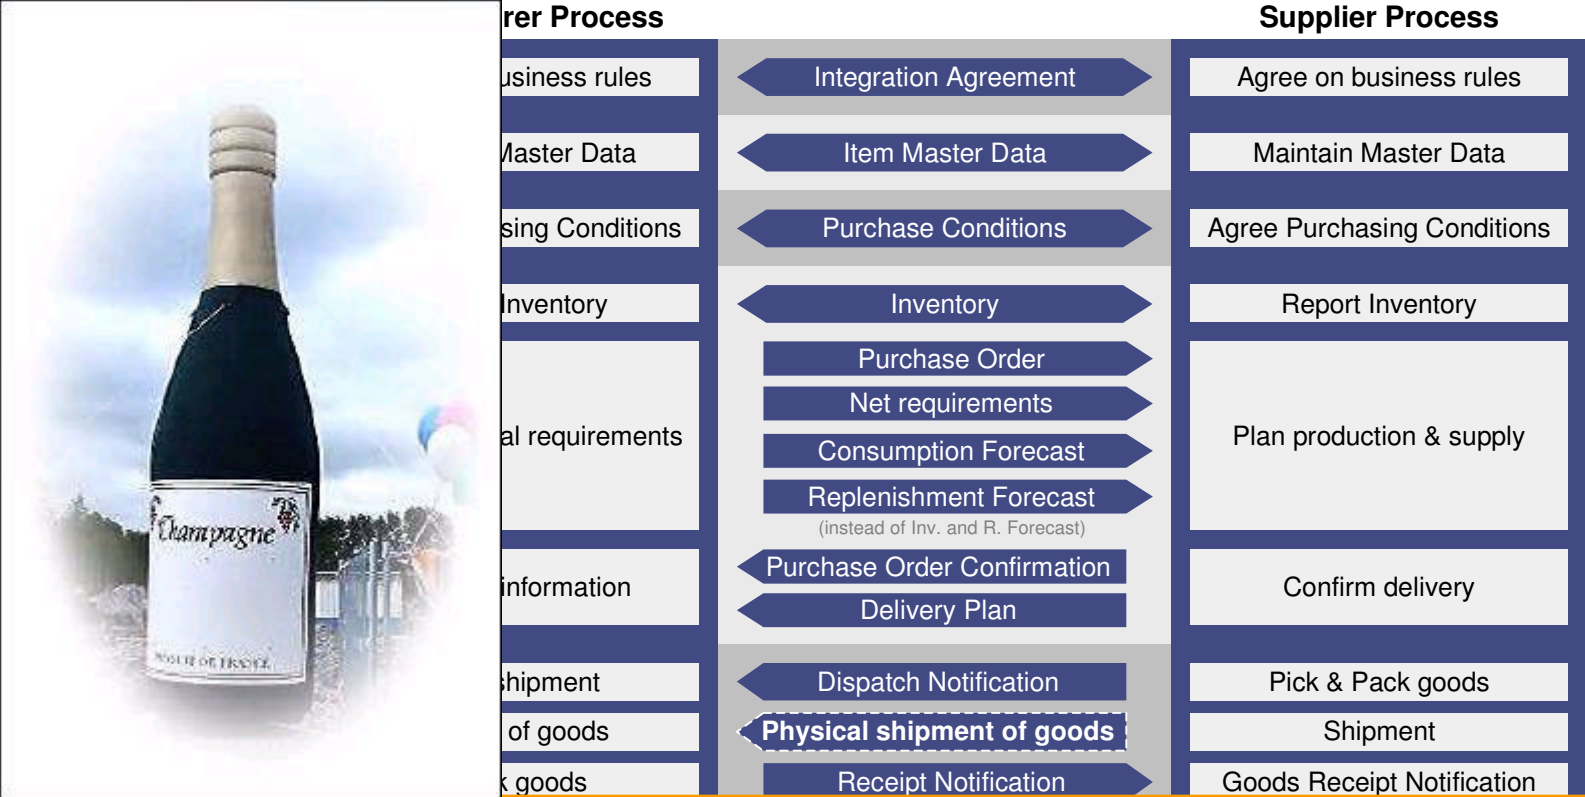 rer Process
Supplier Process
usiness rules
Integration Agreement
Agree on business rules
Master Data
Item Master Data
Maintain Master Data
sing Conditions
Purchase Conditions
Agree Purchasing Conditions
Inventory
Inventory
Report Inventory
Purchase Order
Net requirements
al requirements
Consumption Forecast
Plan production & supply
Replenishment Forecast
(instead of Inv. and R. Forecast)
Purchase Order Confirmation
information
Confirm delivery
Delivery Plan
shipment
Dispatch Notification
Pick & Pack goods
of goods
Physical shipment of goods
Shipment
k goods
Receipt Notification
Goods Receipt Notification
Champagne
OF FRANCE